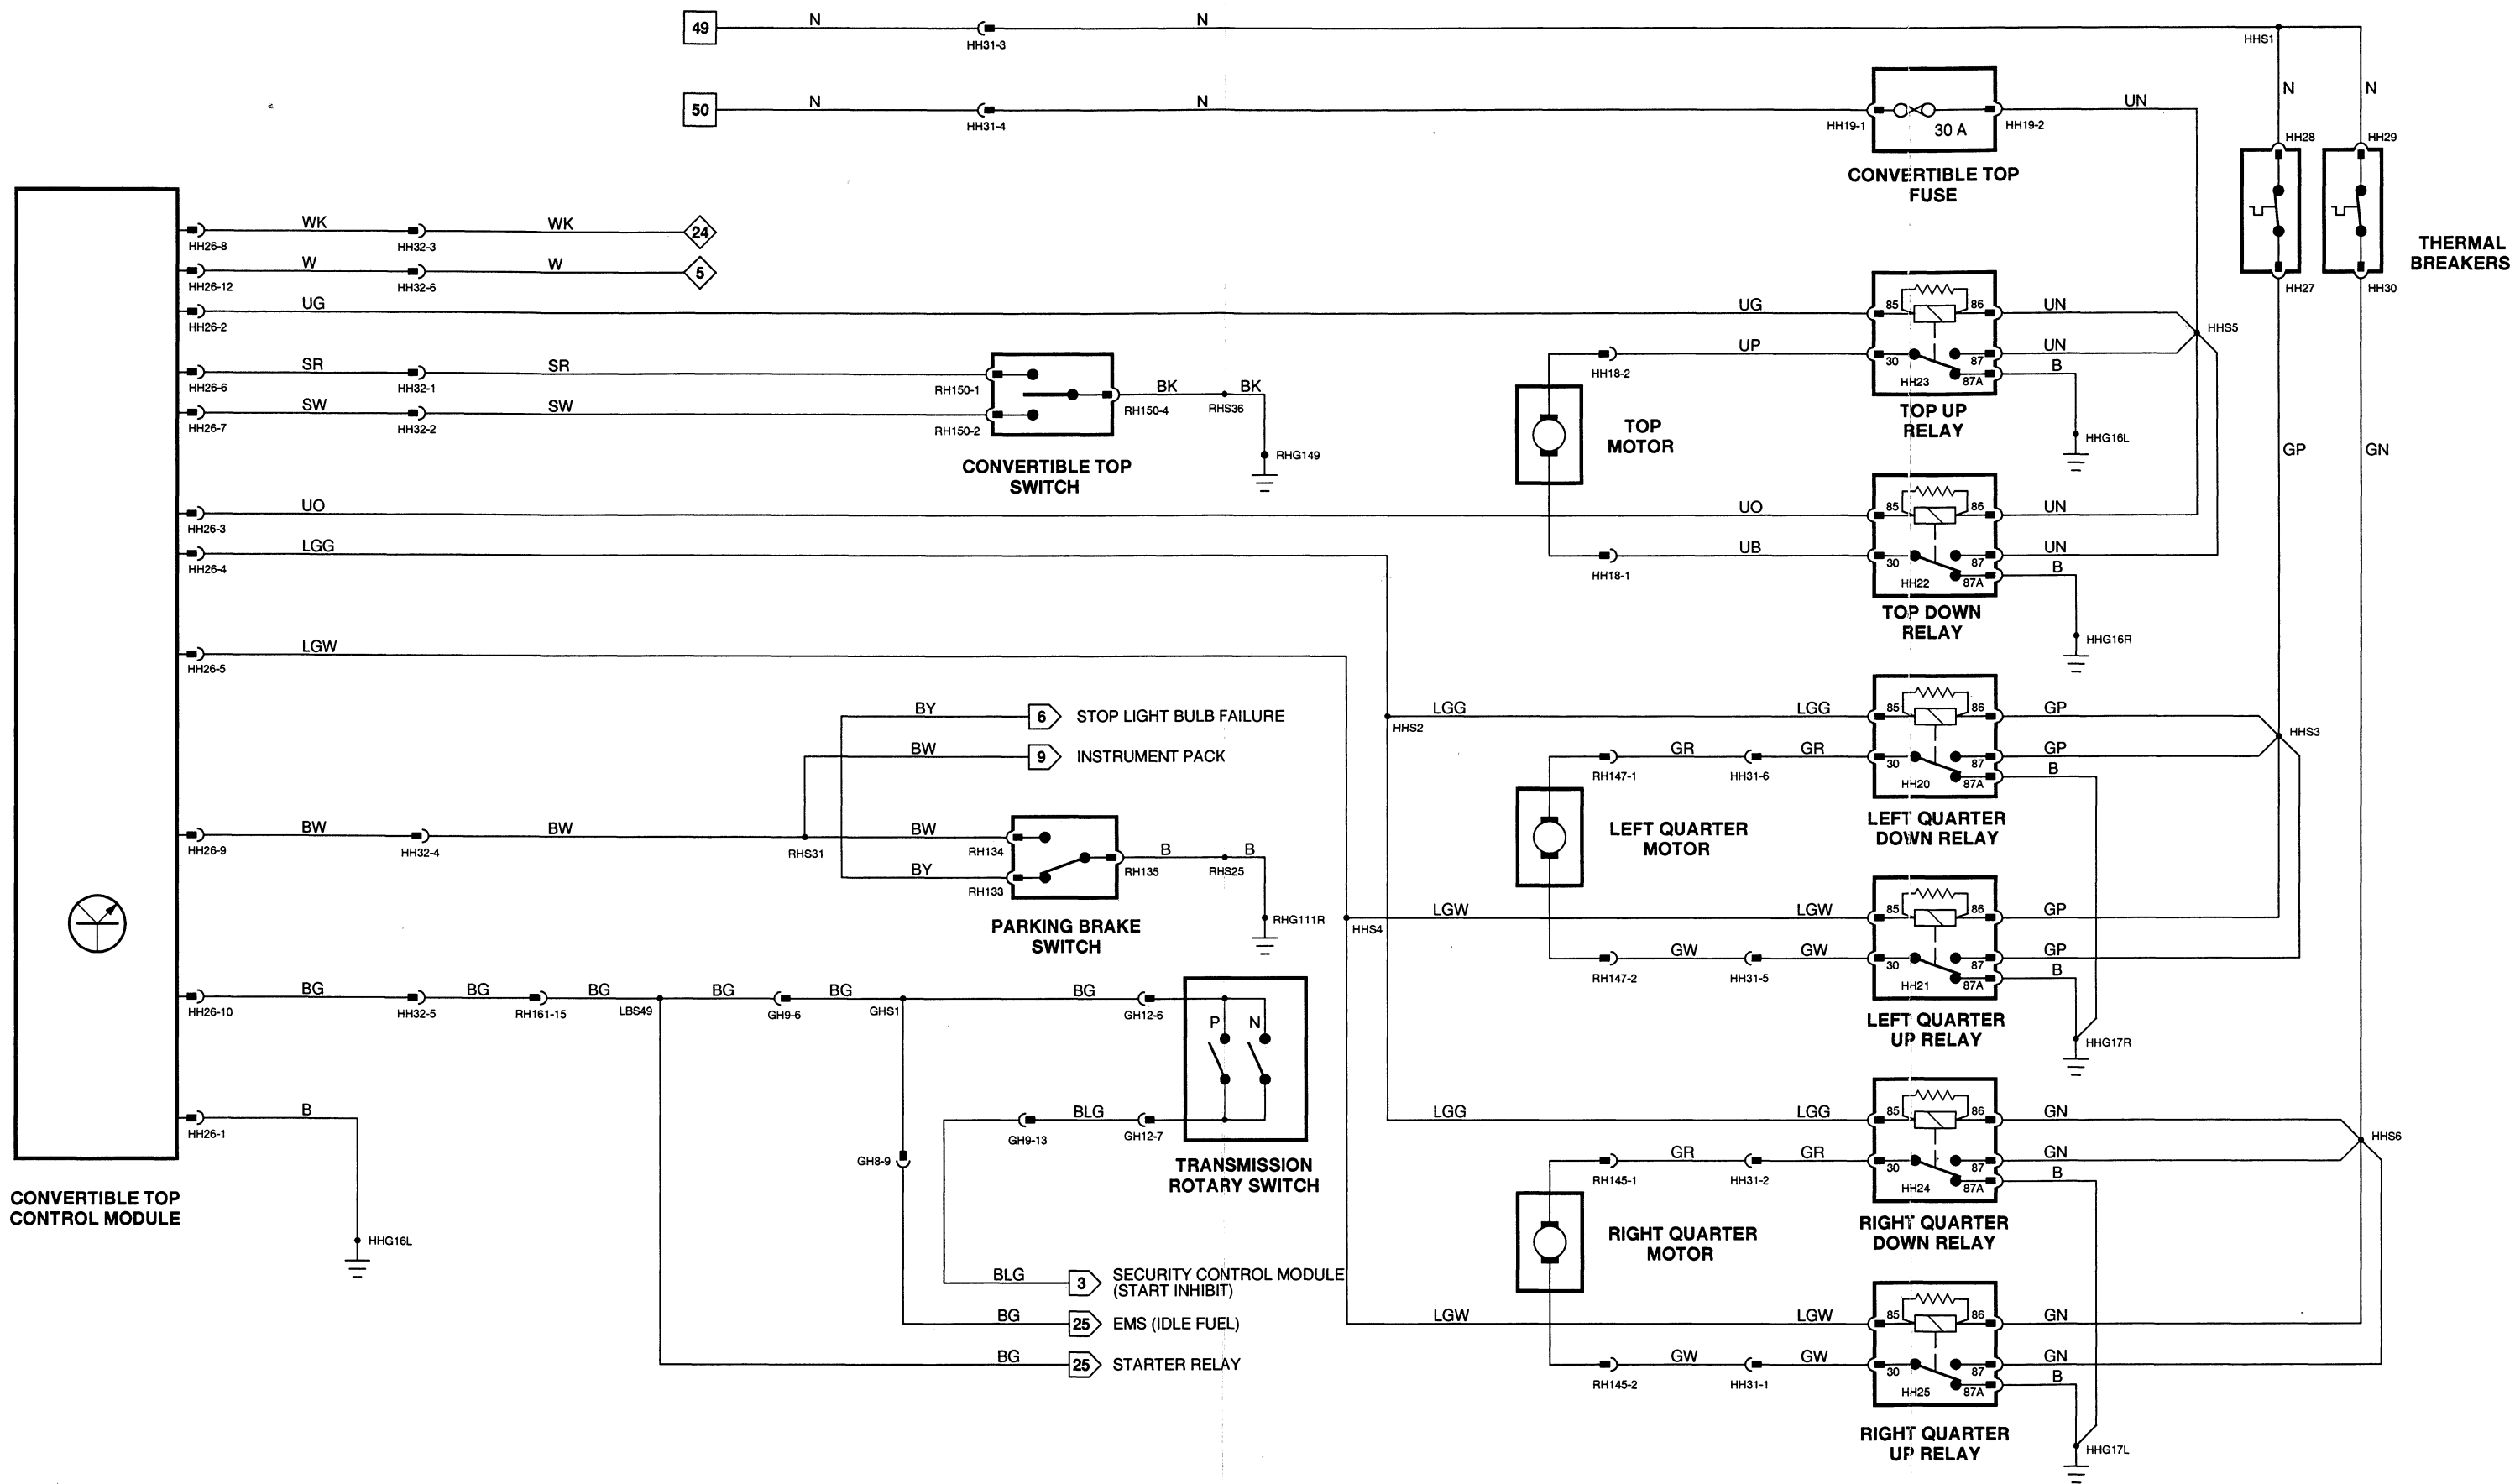 49 N HH31-3 N HHS1
N N
50 N HH31-4 N HH19-1 30 A HH19-2 UN
CONVERTIBLE TOP
FUSE
HH28 HH29
THERMAL
BREAKERS
HH27 HH30
HH26-8 WK HH32-3 WK 24
HH26-12 W HH32-6 W 5
HH26-2 UG UG 85 86 UN
HHS5
HH18-2 UP 30 87 UN
HH23 87A B
HHG16L
TOP UP
RELAY
TOP
MOTOR
HH26-6 SR HH32-1 SR RH150-1
HH26-7 SW HH32-2 SW RH150-2
RH150-4 BK RHS36 BK
RHG149
CONVERTIBLE TOP
SWITCH
GP GN
HH26-3 UO UO 85 86 UN
HH18-1 UB 30 87 UN
HH22 87A B
HHG16R
TOP DOWN
RELAY
HH26-4 LGG
HH26-5 LGW
HHS2 LGG LGG 85 86 GP
HHS3
RH147-1 GR HH31-6 GR 30 87 GP
HH20 87A B
LEFT QUARTER
DOWN RELAY
LEFT QUARTER
MOTOR
BY 6 STOP LIGHT BULB FAILURE
BW 9 INSTRUMENT PACK
HH26-9 BW HH32-4 BW RHS31 BW RH134
BY RH133
RH135 B RHS25 B
RHG111R
PARKING BRAKE
SWITCH
HHS4 LGW LGW 85 86 GP
RH147-2 GW HH31-5 GW 30 87 GP
HH21 87A B
HHG17R
LEFT QUARTER
UP RELAY
HH26-10 BG HH32-5 BG RH161-15 BG LBS49 BG GH9-6 BG GHS1 BG GH12-6
P N
GH9-13 BLG GH12-7
GH8-9
TRANSMISSION
ROTARY SWITCH
HH26-1 B
HHG16L
CONVERTIBLE TOP
CONTROL MODULE
BLG 3 SECURITY CONTROL MODULE
(START INHIBIT)
BG 25 EMS (IDLE FUEL)
BG 25 STARTER RELAY
LGG LGG 85 86 GN
HHS6
RH145-1 GR HH31-2 GR 30 87 GN
HH24 87A B
RIGHT QUARTER
DOWN RELAY
RIGHT QUARTER
MOTOR
LGW LGW 85 86 GN
RH145-2 GW HH31-1 GW 30 87 GN
HH25 87A B
HHG17L
RIGHT QUARTER
UP RELAY